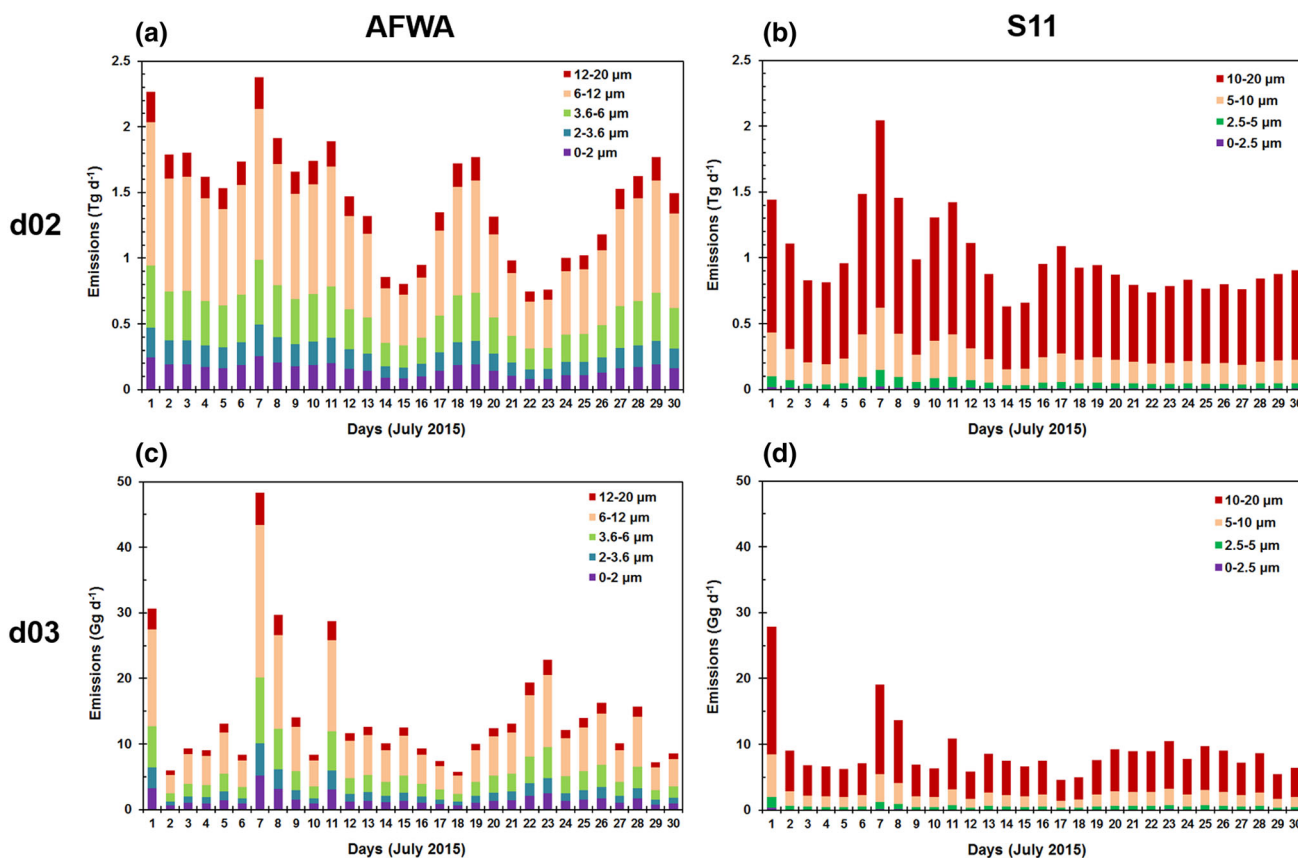 AFWA
S11
(a)
(b)
d02
2.5
2
1.5
1
0.5
0
Emissions (Tg d-1)
12-20 µm
6-12 µm
3.6-6 µm
2-3.6 µm
0-2 µm
1 2 3 4 5 6 7 8 9 10 11 12 13 14 15 16 17 18 19 20 21 22 23 24 25 26 27 28 29 30
Days (July 2015)
2.5
2
1.5
1
0.5
0
Emissions (Tg d-1)
10-20 µm
5-10 µm
2.5-5 µm
0-2.5 µm
1 2 3 4 5 6 7 8 9 10 11 12 13 14 15 16 17 18 19 20 21 22 23 24 25 26 27 28 29 30
Days (July 2015)
(c)
(d)
d03
50
40
30
20
10
0
Emissions (Gg d-1)
12-20 µm
6-12 µm
3.6-6 µm
2-3.6 µm
0-2 µm
1 2 3 4 5 6 7 8 9 10 11 12 13 14 15 16 17 18 19 20 21 22 23 24 25 26 27 28 29 30
Days (July 2015)
50
40
30
20
10
0
Emissions (Gg d-1)
10-20 µm
5-10 µm
2.5-5 µm
0-2.5 µm
1 2 3 4 5 6 7 8 9 10 11 12 13 14 15 16 17 18 19 20 21 22 23 24 25 26 27 28 29 30
Days (July 2015)